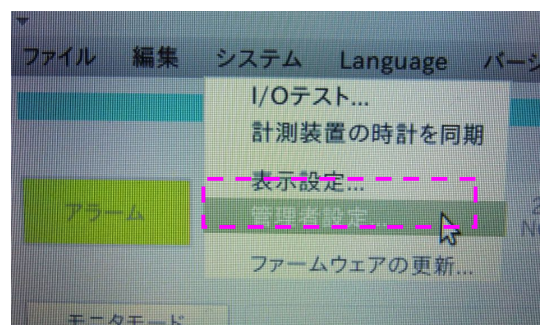 ファイル 編集 システム Language バージ
I/Oテスト...
計測装置の時計を同期
表示設定...
アラーム
管理者設定...
ファームウェアの更新...
モニタモード